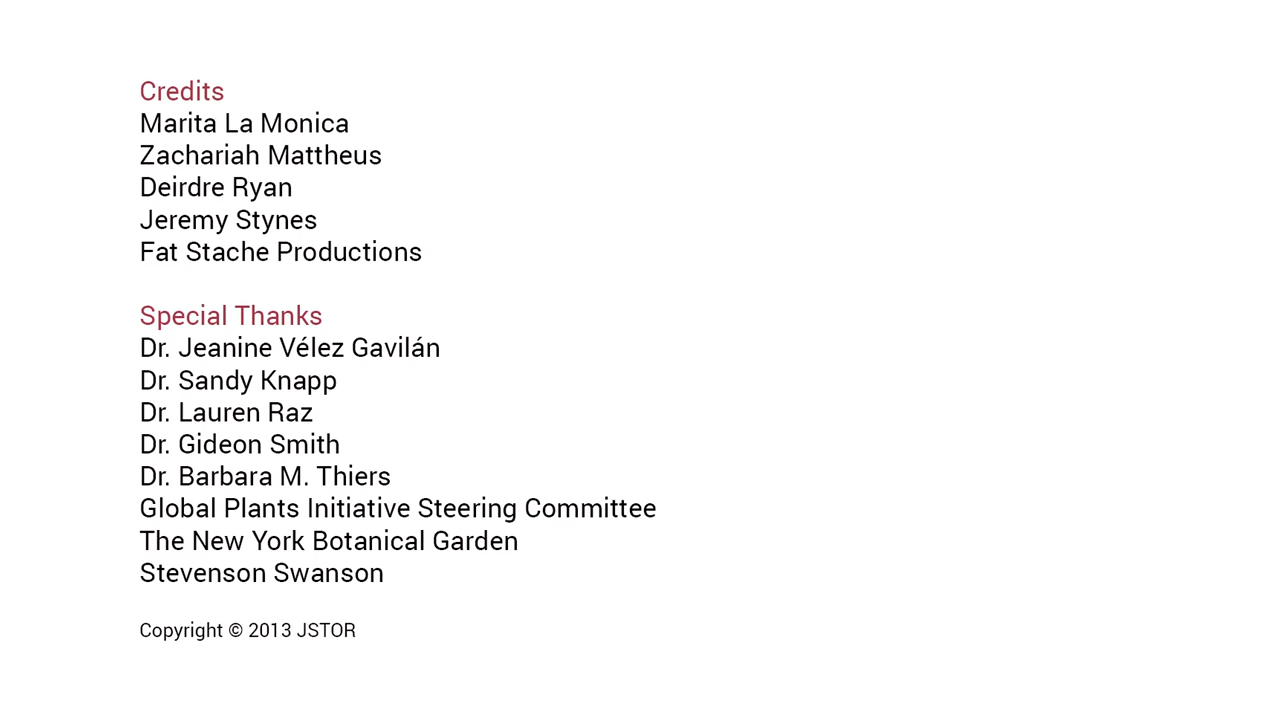 Credits
Marita La Monica
Zachariah Mattheus
Deirdre Ryan
Jeremy Stynes
Fat Stache Productions
Special Thanks
Dr. Jeanine Vélez Gavilán
Dr. Sandy Knapp
Dr. Lauren Raz
Dr. Gideon Smith
Dr. Barbara M. Thiers
Global Plants Initiative Steering Committee
The New York Botanical Garden
Stevenson Swanson
Copyright © 2013 JSTOR